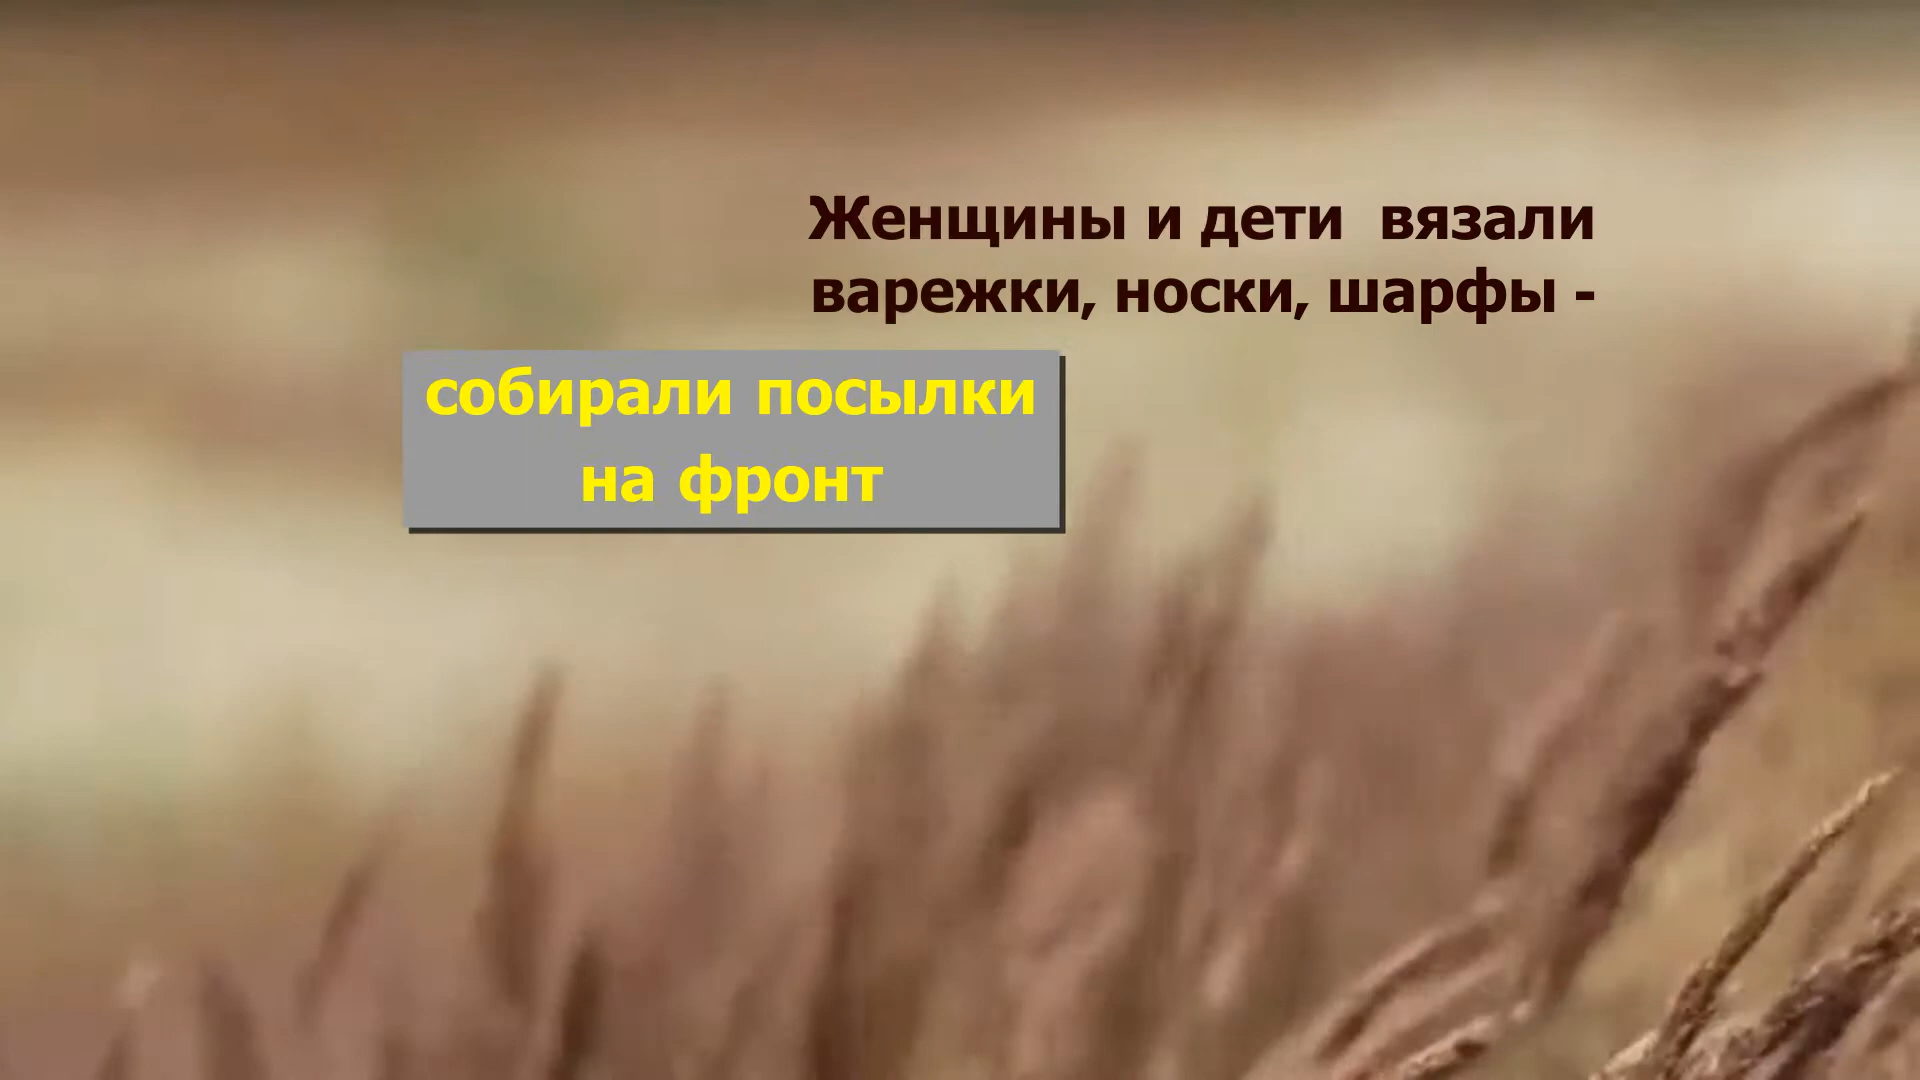 Женщины и дети вязали
варежки, носки, шарфы -
собирали посылки
на фронт